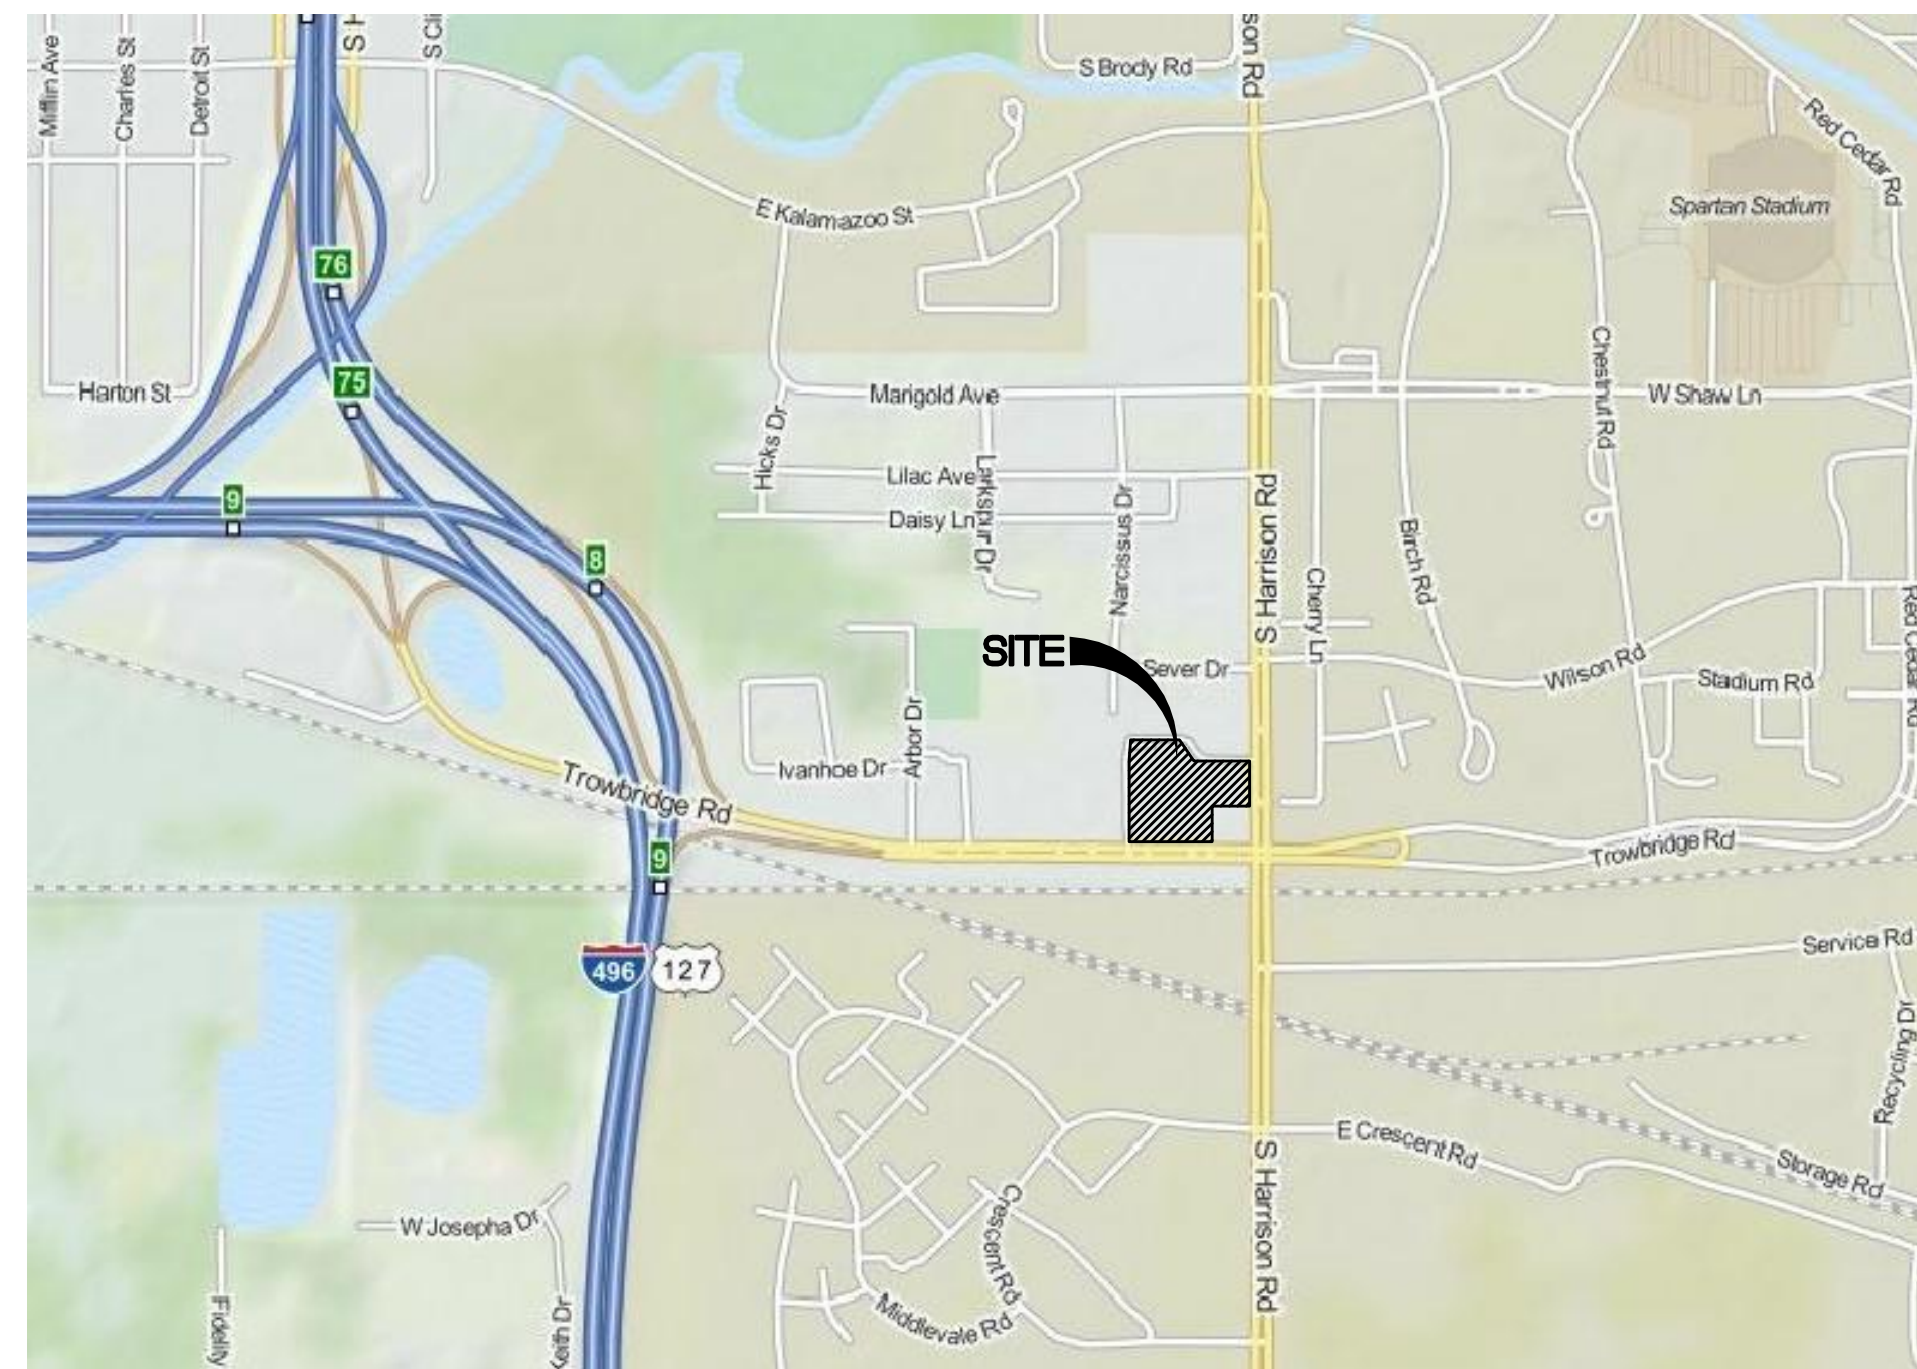 Mifflin Ave
Charles St
Detroit St
S H
S Cli
S Brody Rd
son Rd
Red Cedar Rd
E Kalamazoo St
Spartan Stadium
76
75
Harton St
Marigold Ave
W Shaw Ln
Chestnut Rd
Hicks Dr
Lilac Ave
Larkspur Dr
Daisy Ln
Narcissus Dr
S Harrison Rd
Birch Rd
9
8
Cherry Ln
Red Cedar Rd
SITE
Sever Dr
Wilson Rd
Stadium Rd
Arbor Dr
Ivanhoe Dr
Trowbridge Rd
Trowbridge Rd
9
Service Rd
496
127
Recycling Dr
E Crescent Rd
Storage Rd
S Harrison Rd
W Josepha Dr
Crescent Rd
Middlevale Rd
Fidelity
Keith Dr